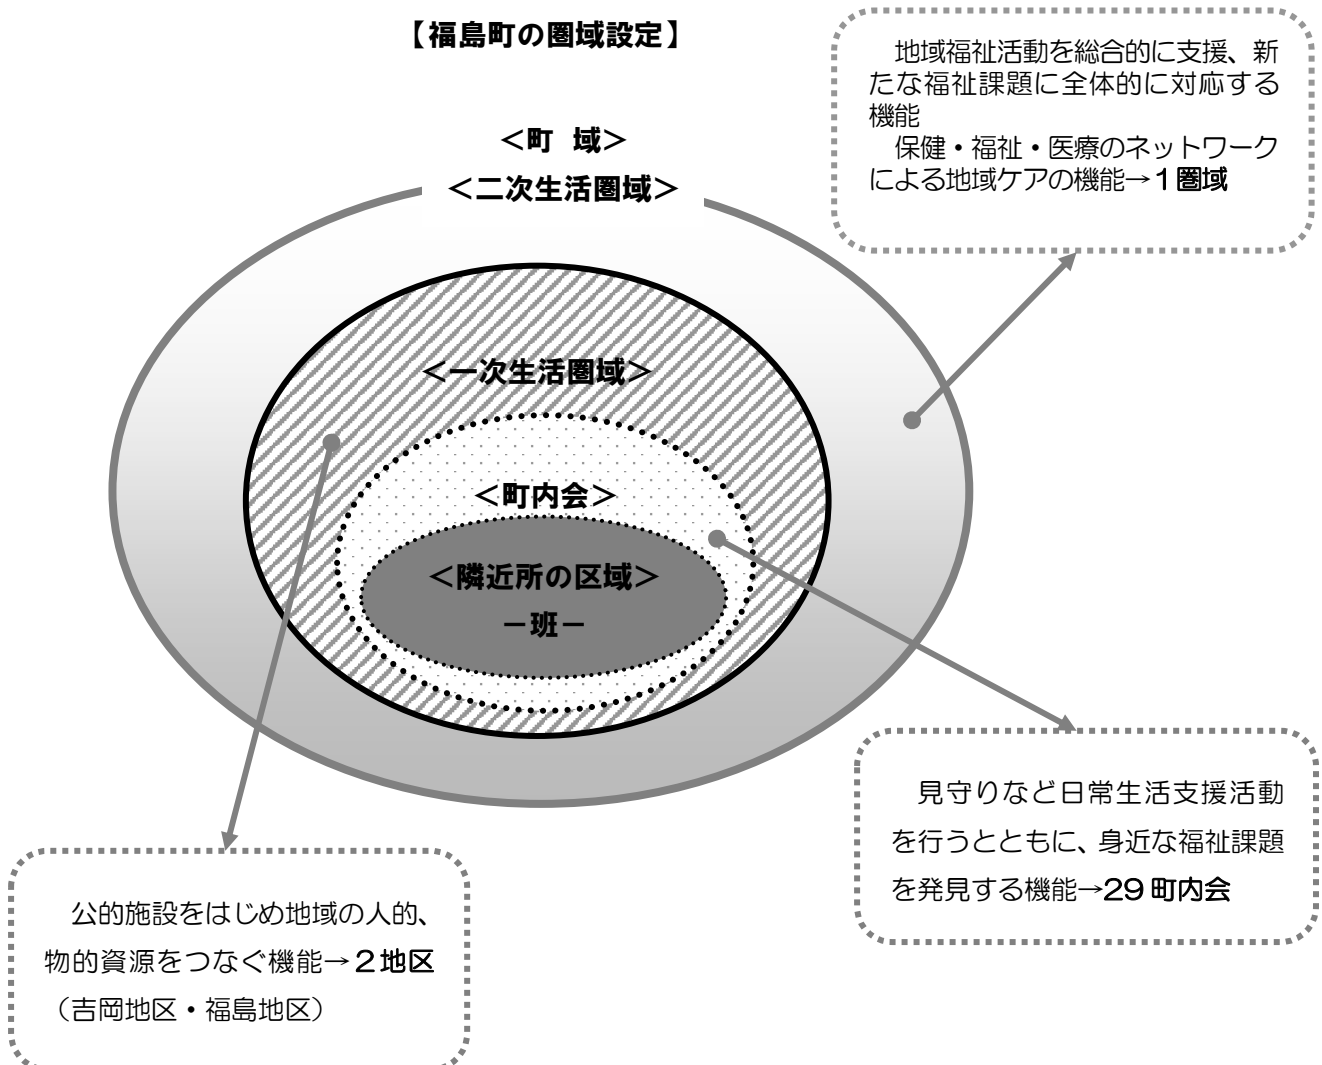 【福島町の圏域設定】
地域福祉活動を総合的に支援、新
たな福祉課題に全体的に対応する
機能
保健・福祉・医療のネットワーク
による地域ケアの機能→１圏域
＜町 域＞
＜二次生活圏域＞
＜一次生活圏域＞
＜町内会＞
＜隣近所の区域＞
－班－
見守りなど日常生活支援活動
を行うとともに、身近な福祉課題
を発見する機能→29 町内会
公的施設をはじめ地域の人的、
物的資源をつなぐ機能→２地区
（吉岡地区・福島地区）